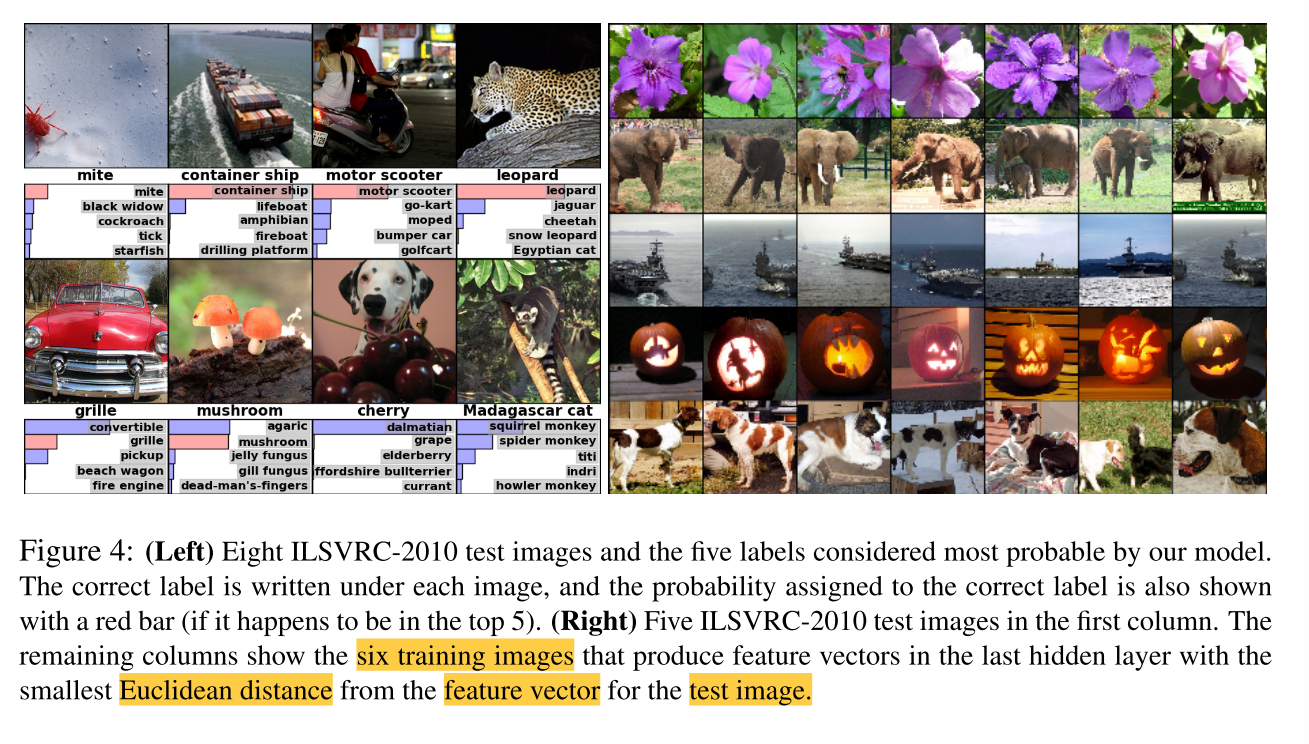 mite container ship motor scooter leopard
mite container ship motor scooter leopard
black widow lifeboat go-kart jaguar
cockroach amphibian moped cheetah
tick fireboat bumper car snow leopard
starfish drilling platform golfcart Egyptian cat
grille mushroom cherry Madagascar cat
convertible agaric dalmatian squirrel monkey
grille mushroom grape spider monkey
pickup jelly fungus elderberry titi
beach wagon gill fungus ffordshire bullterrier indri
fire engine dead-man's-fingers currant howler monkey
Figure 4: (Left) Eight ILSVRC-2010 test images and the five labels considered most probable by our model.
The correct label is written under each image, and the probability assigned to the correct label is also shown
with a red bar (if it happens to be in the top 5). (Right) Five ILSVRC-2010 test images in the first column. The
remaining columns show the six training images that produce feature vectors in the last hidden layer with the
smallest Euclidean distance from the feature vector for the test image.